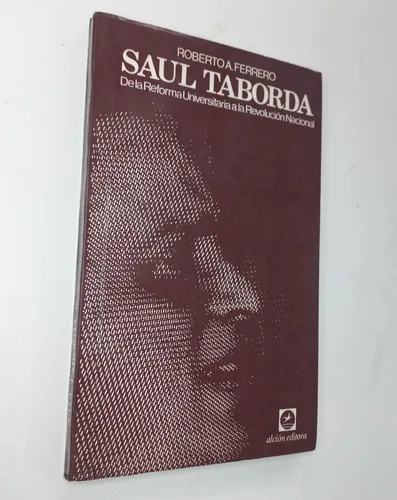 ROBERTO A. FERRERO
SAUL TABORDA
De la Reforma Universitaria a la Revolución Nacional
alción editora